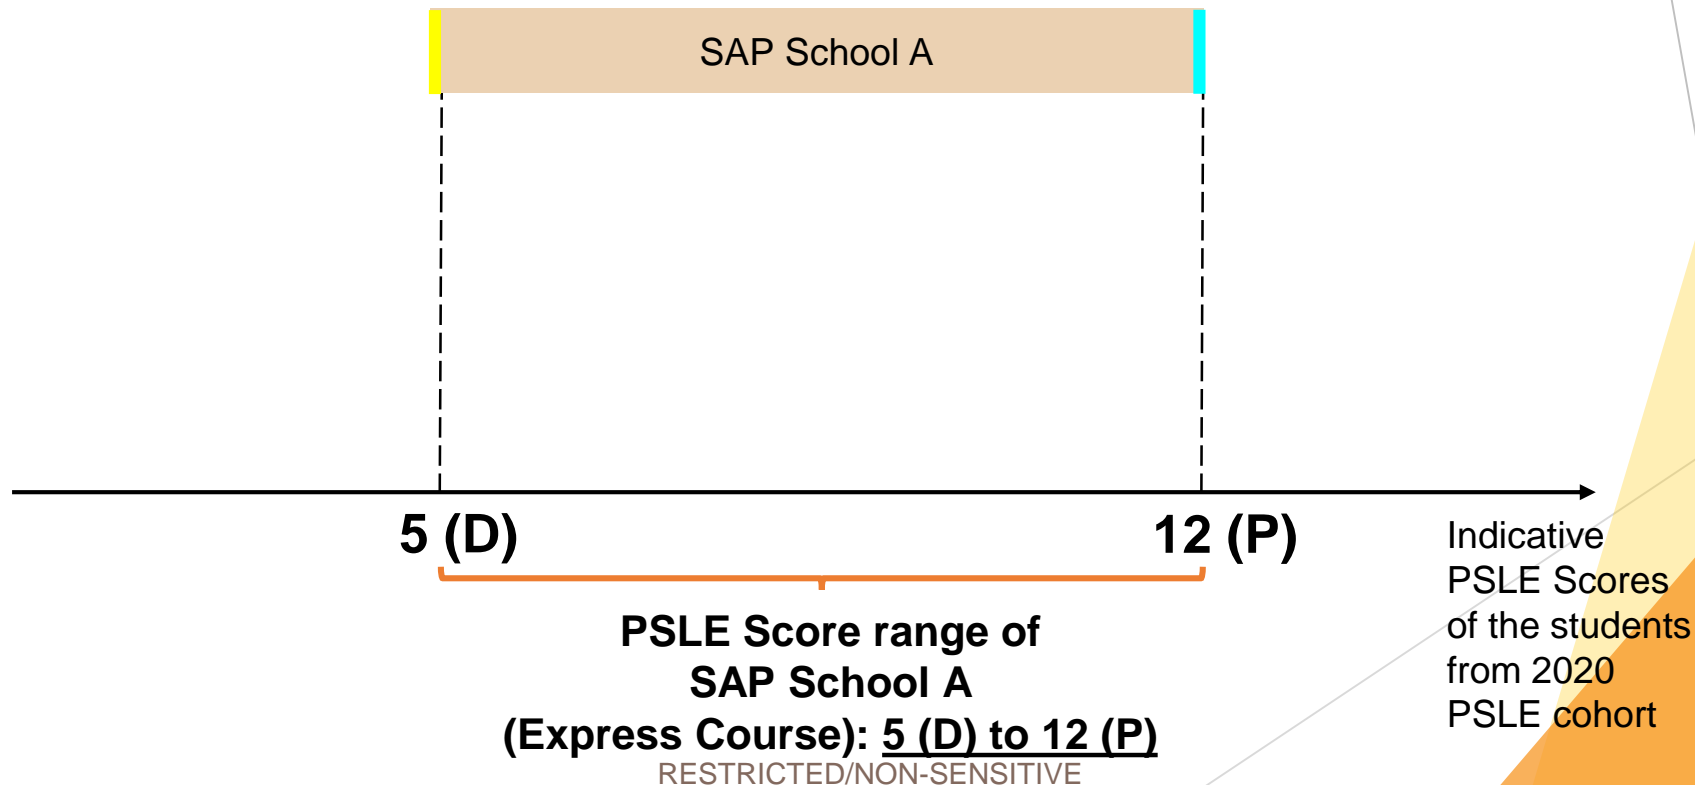 SAP School A
5 (D)
12 (P)
Indicative
PSLE Scores
of the students
from 2020
PSLE cohort
PSLE Score range of
SAP School A
(Express Course): 5 (D) to 12 (P)
RESTRICTED/NON-SENSITIVE